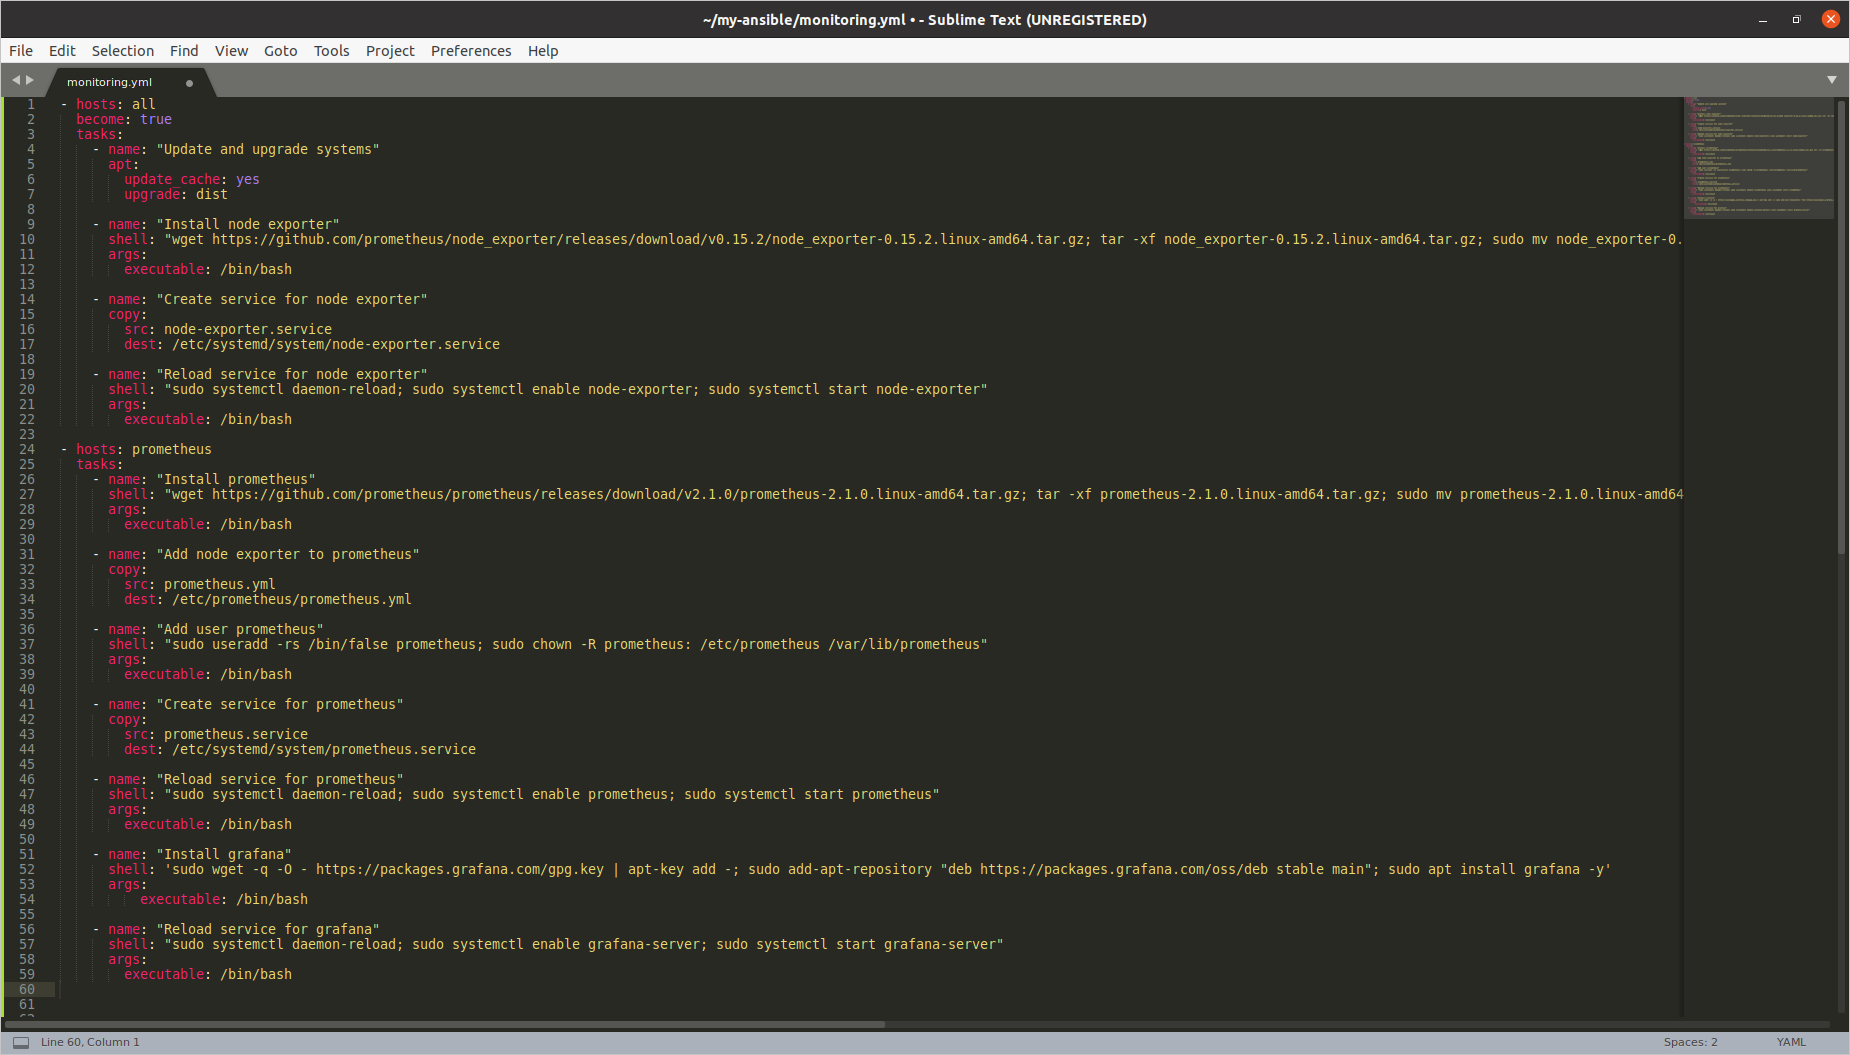 ~/my-ansible/monitoring.yml • - Sublime Text (UNREGISTERED)
File Edit Selection Find View Goto Tools Project Preferences Help
monitoring.yml
1 - hosts: all
2 become: true
3 tasks:
4 - name: "Update and upgrade systems"
5 apt:
6 update_cache: yes
7 upgrade: dist
8
9 - name: "Install node exporter"
10 shell: "wget https://github.com/prometheus/node_exporter/releases/download/v0.15.2/node_exporter-0.15.2.linux-amd64.tar.gz; tar -xf node_exporter-0.15.2.linux-amd64.tar.gz; sudo mv node_exporter-0.
11 args:
12 executable: /bin/bash
13
14 - name: "Create service for node exporter"
15 copy:
16 src: node-exporter.service
17 dest: /etc/systemd/system/node-exporter.service
18
19 - name: "Reload service for node exporter"
20 shell: "sudo systemctl daemon-reload; sudo systemctl enable node-exporter; sudo systemctl start node-exporter"
21 args:
22 executable: /bin/bash
23
24 - hosts: prometheus
25 tasks:
26 - name: "Install prometheus"
27 shell: "wget https://github.com/prometheus/prometheus/releases/download/v2.1.0/prometheus-2.1.0.linux-amd64.tar.gz; tar -xf prometheus-2.1.0.linux-amd64.tar.gz; sudo mv prometheus-2.1.0.linux-amd64
28 args:
29 executable: /bin/bash
30
31 - name: "Add node exporter to prometheus"
32 copy:
33 src: prometheus.yml
34 dest: /etc/prometheus/prometheus.yml
35
36 - name: "Add user prometheus"
37 shell: "sudo useradd -rs /bin/false prometheus; sudo chown -R prometheus: /etc/prometheus /var/lib/prometheus"
38 args:
39 executable: /bin/bash
40
41 - name: "Create service for prometheus"
42 copy:
43 src: prometheus.service
44 dest: /etc/systemd/system/prometheus.service
45
46 - name: "Reload service for prometheus"
47 shell: "sudo systemctl daemon-reload; sudo systemctl enable prometheus; sudo systemctl start prometheus"
48 args:
49 executable: /bin/bash
50
51 - name: "Install grafana"
52 shell: 'sudo wget -q -O - https://packages.grafana.com/gpg.key | apt-key add -; sudo add-apt-repository "deb https://packages.grafana.com/oss/deb stable main"; sudo apt install grafana -y'
53 args:
54 executable: /bin/bash
55
56 - name: "Reload service for grafana"
57 shell: "sudo systemctl daemon-reload; sudo systemctl enable grafana-server; sudo systemctl start grafana-server"
58 args:
59 executable: /bin/bash
60
61
Line 60, Column 1 Spaces: 2 YAML